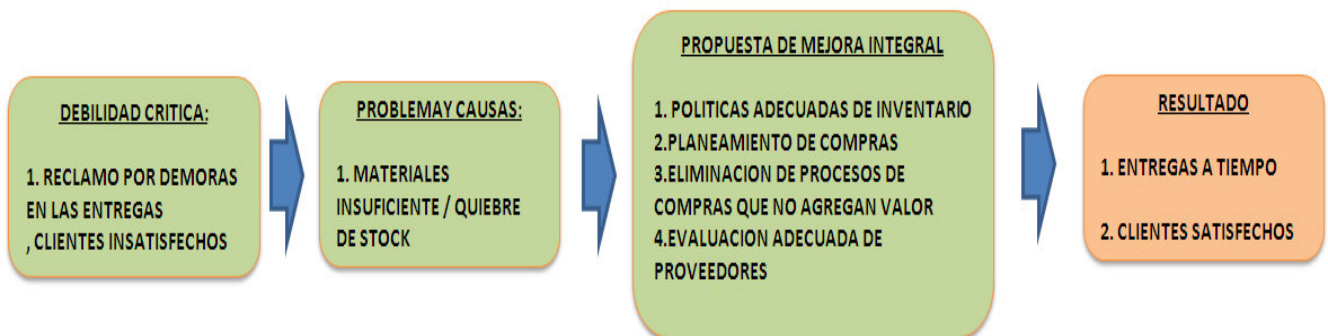 DEBILIDAD CRITICA:
1. RECLAMO POR DEMORAS
EN LAS ENTREGAS
, CLIENTES INSATISFECHOS
PROBLEMAY CAUSAS:
1. MATERIALES
INSUFICIENTE / QUIEBRE
DE STOCK
PROPUESTA DE MEJORA INTEGRAL
1. POLITICAS ADECUADAS DE INVENTARIO
2.PLANEAMIENTO DE COMPRAS
3.ELIMINACION DE PROCESOS DE
COMPRAS QUE NO AGREGAN VALOR
4.EVALUACION ADECUADA DE
PROVEEDORES
RESULTADO
1. ENTREGAS A TIEMPO
2. CLIENTES SATISFECHOS